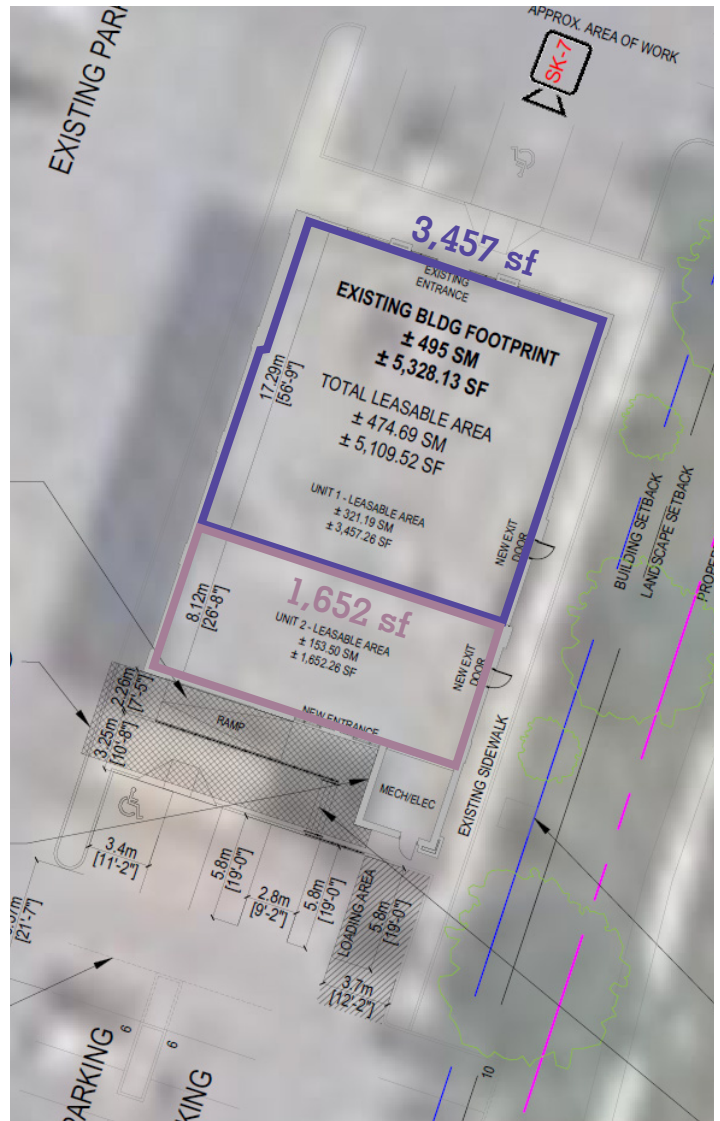 APPROX. AREA OF WORK
SK-7
EXISTING
3,457 sf
EXISTING
ENTRANCE
EXISTING BLDG FOOTPRINT
± 495 SM
± 5,328.13 SF
TOTAL LEASABLE AREA
± 474.69 SM
± 5,109.52 SF
17.29m
[56'-9"]
UNIT 1 - LEASABLE AREA
± 321.19 SM
± 3,457.26 SF
NEW EXIT
DOOR
BUILDING SETBACK
LANDSCAPE SETBACK
1,652 sf
8.12m
[26'-8"]
UNIT 2 - LEASABLE AREA
± 153.50 SM
± 1,652.26 SF
NEW EXIT
DOOR
NEW ENTRANCE
2.26m
[7'-5"]
RAMP
3.25m
[10'-8"]
MECH/ELEC
EXISTING SIDEWALK
3.4m
[11'-2"]
5.8m
[19'-0"]
2.8m
[9'-2"]
5.8m
[19'-0"]
LOADING AREA
5.8m
[19'-0"]
3.7m
[12'-2"]
[21'-7"]
6
6
10
PARKING
KING